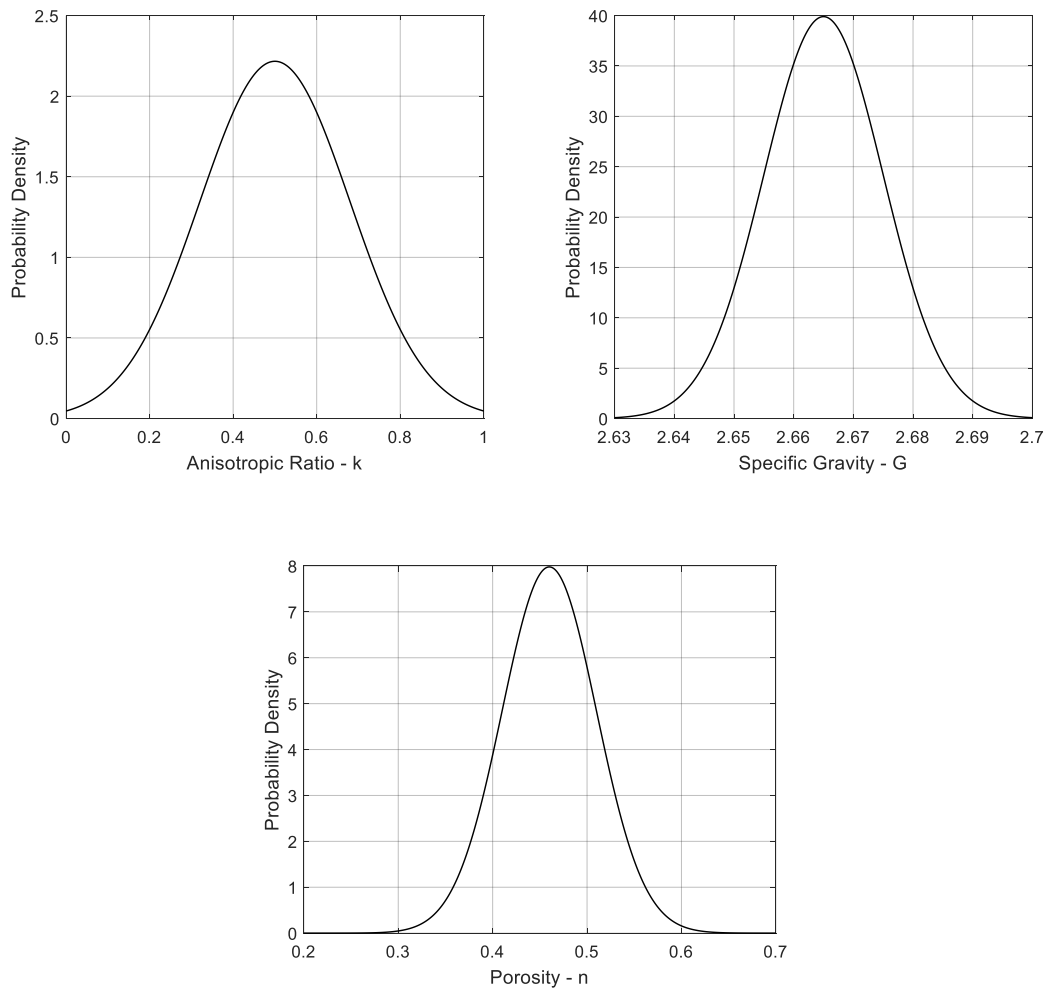 2.5
2
1.5
1
0.5
0
Probability Density
0 0.2 0.4 0.6 0.8 1
Anisotropic Ratio - k
40
35
30
25
20
15
10
5
0
Probability Density
2.63 2.64 2.65 2.66 2.67 2.68 2.69 2.7
Specific Gravity - G
8
7
6
5
4
3
2
1
0
Probability Density
0.2 0.3 0.4 0.5 0.6 0.7
Porosity - n